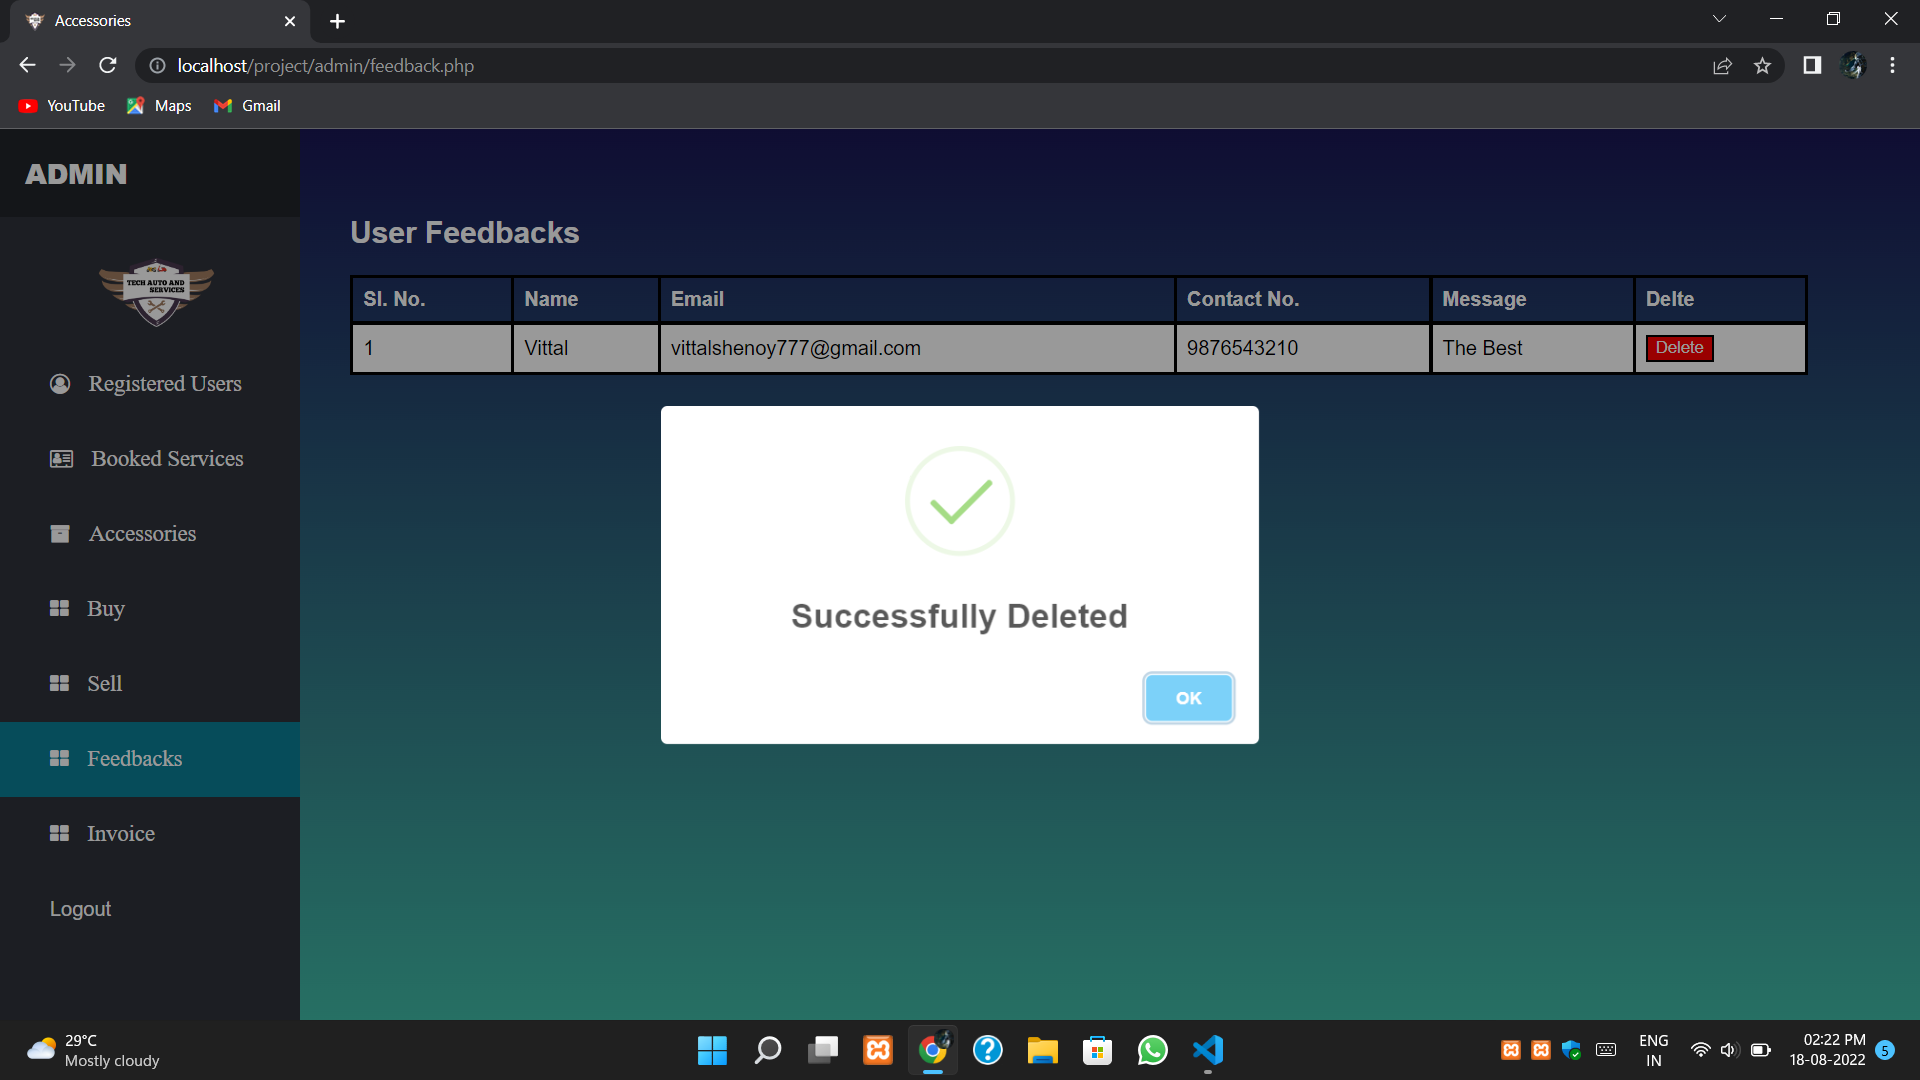 Accessories
localhost/project/admin/feedback.php
YouTube Maps Gmail
ADMIN
TECH AUTO AND
SERVICES
Registered Users
Booked Services
Accessories
Buy
Sell
Feedbacks
Invoice
Logout
User Feedbacks
Sl. No. Name Email Contact No. Message Delte
1 Vittal vittalshenoy777@gmail.com 9876543210 The Best Delete
Successfully Deleted
OK
29°C
Mostly cloudy
ENG
IN
02:22 PM
18-08-2022
5